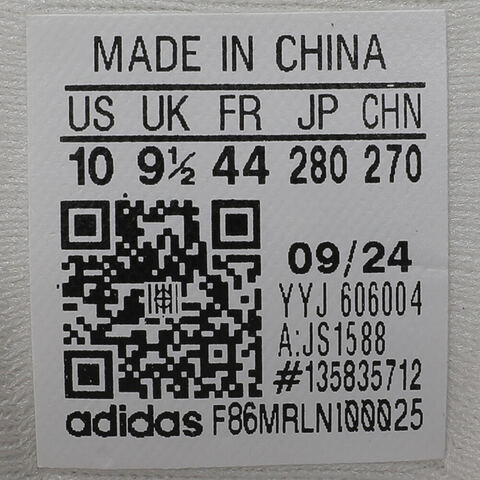 MADE IN CHINA
US UK FR JP CHN
10 9½ 44 280 270
09/24
YYJ 606004
A:JS1588
#135835712
adidas F86MRLN100025